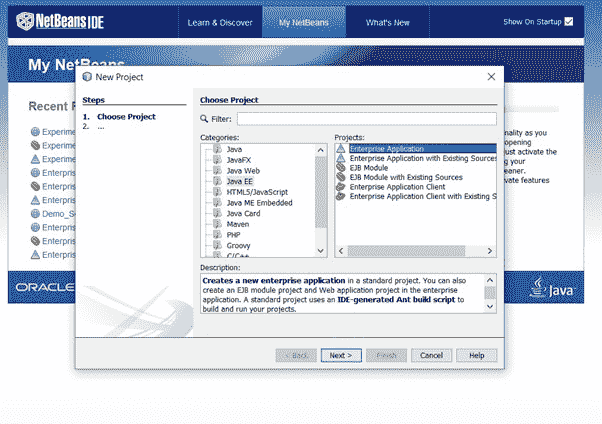 NetBeans IDE
Learn & Discover
My NetBeans
What's New
Show On Startup
My NetBeans
New Project
Recent
Steps
1. Choose Project
2. ...
Choose Project
Filter:
Categories:
Java
JavaFX
Java Web
Java EE
HTML5/JavaScript
Java ME Embedded
Java Card
Maven
PHP
Groovy
C/C++
Projects:
Enterprise Application
Enterprise Application with Existing Sources
EJB Module
EJB Module with Existing Sources
Enterprise Application Client
Enterprise Application Client with Existing S
Description:
Creates a new enterprise application in a standard project. You can also
create an EJB module project and Web application project in the enterprise
application. A standard project uses an IDE-generated Ant build script to
build and run your projects.
< Back
Next >
Finish
Cancel
Help
Experime
Experime
Experime
Enterpris
Enterpris
Enterpris
Demo_S
Enterpris
Enterpris
nality as you
opening
just activate the
g your
eaner.
vate features
ORACLE
Java